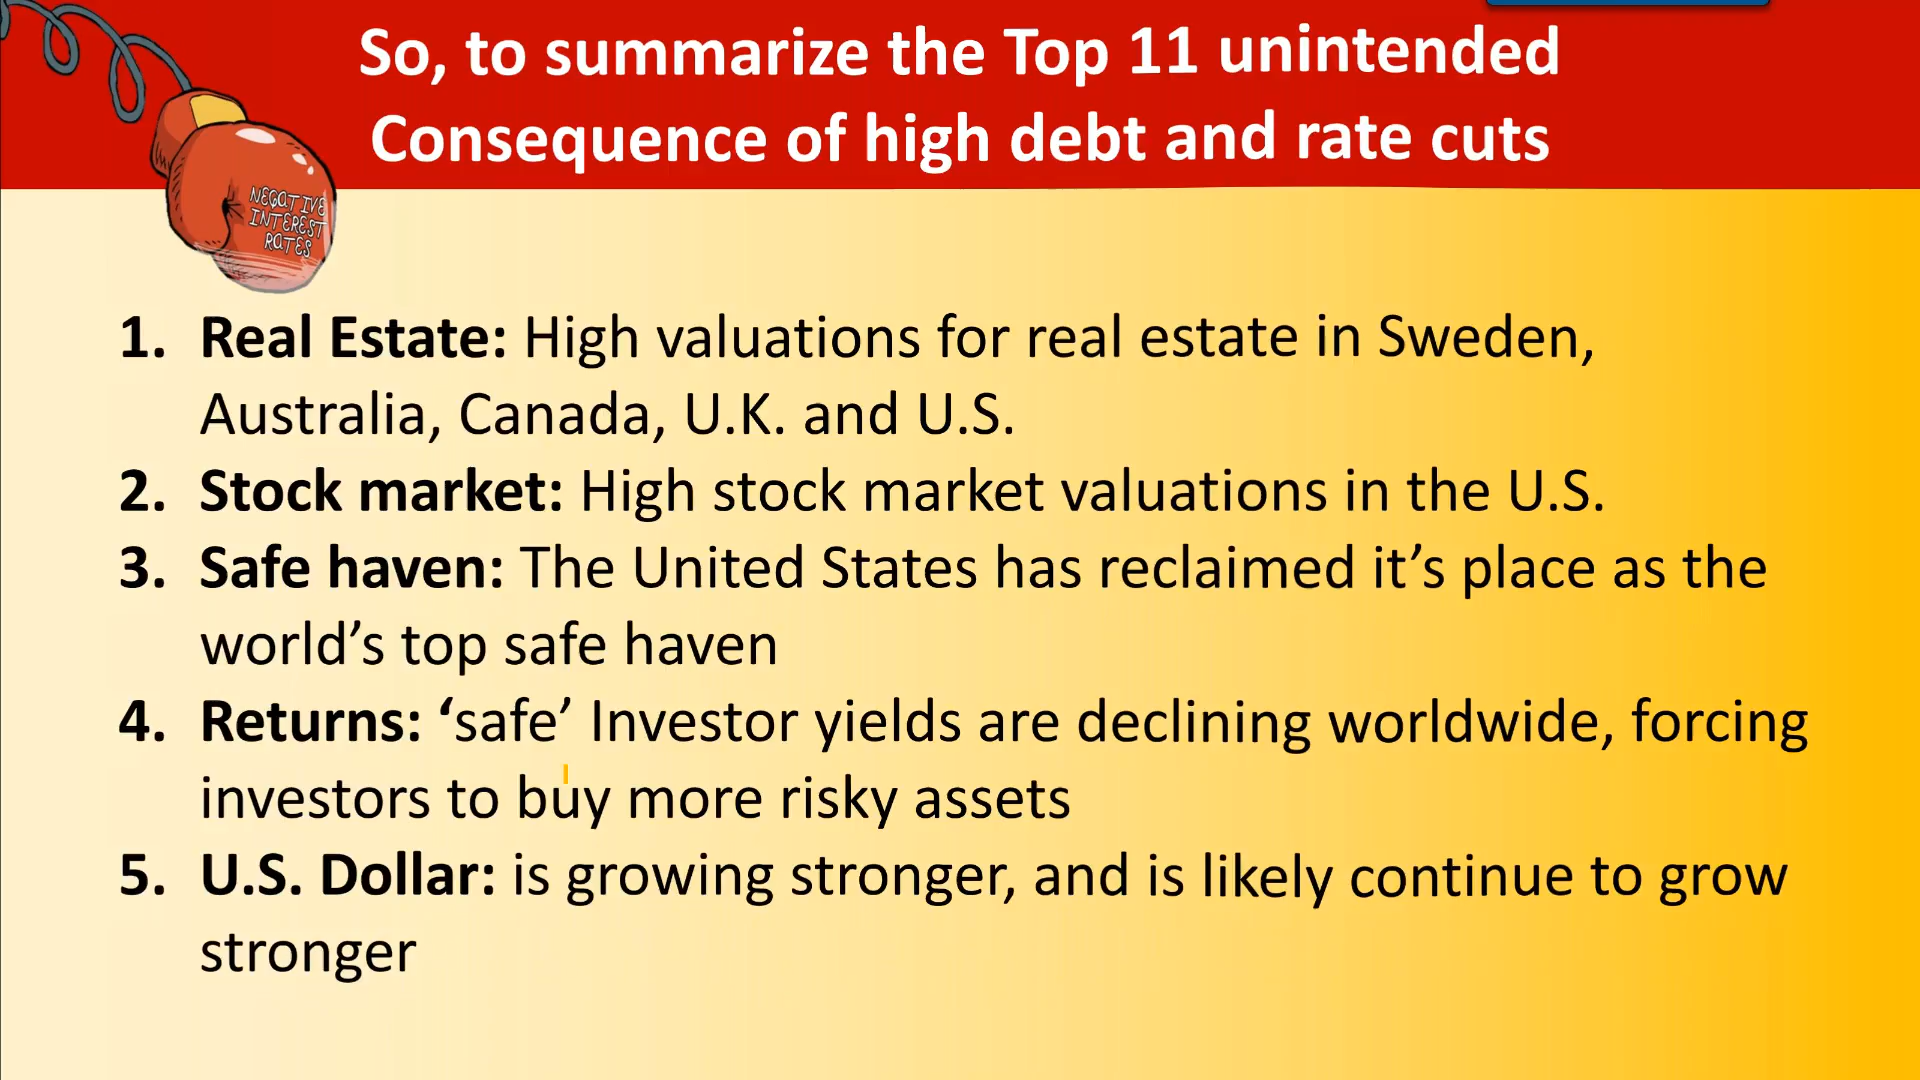 So, to summarize the Top 11 unintended
Consequence of high debt and rate cuts
NEGATIVE
INTEREST
RATES
1. Real Estate: High valuations for real estate in Sweden,
Australia, Canada, U.K. and U.S.
2. Stock market: High stock market valuations in the U.S.
3. Safe haven: The United States has reclaimed it’s place as the
world’s top safe haven
4. Returns: ‘safe’ Investor yields are declining worldwide, forcing
investors to buy more risky assets
5. U.S. Dollar: is growing stronger, and is likely continue to grow
stronger